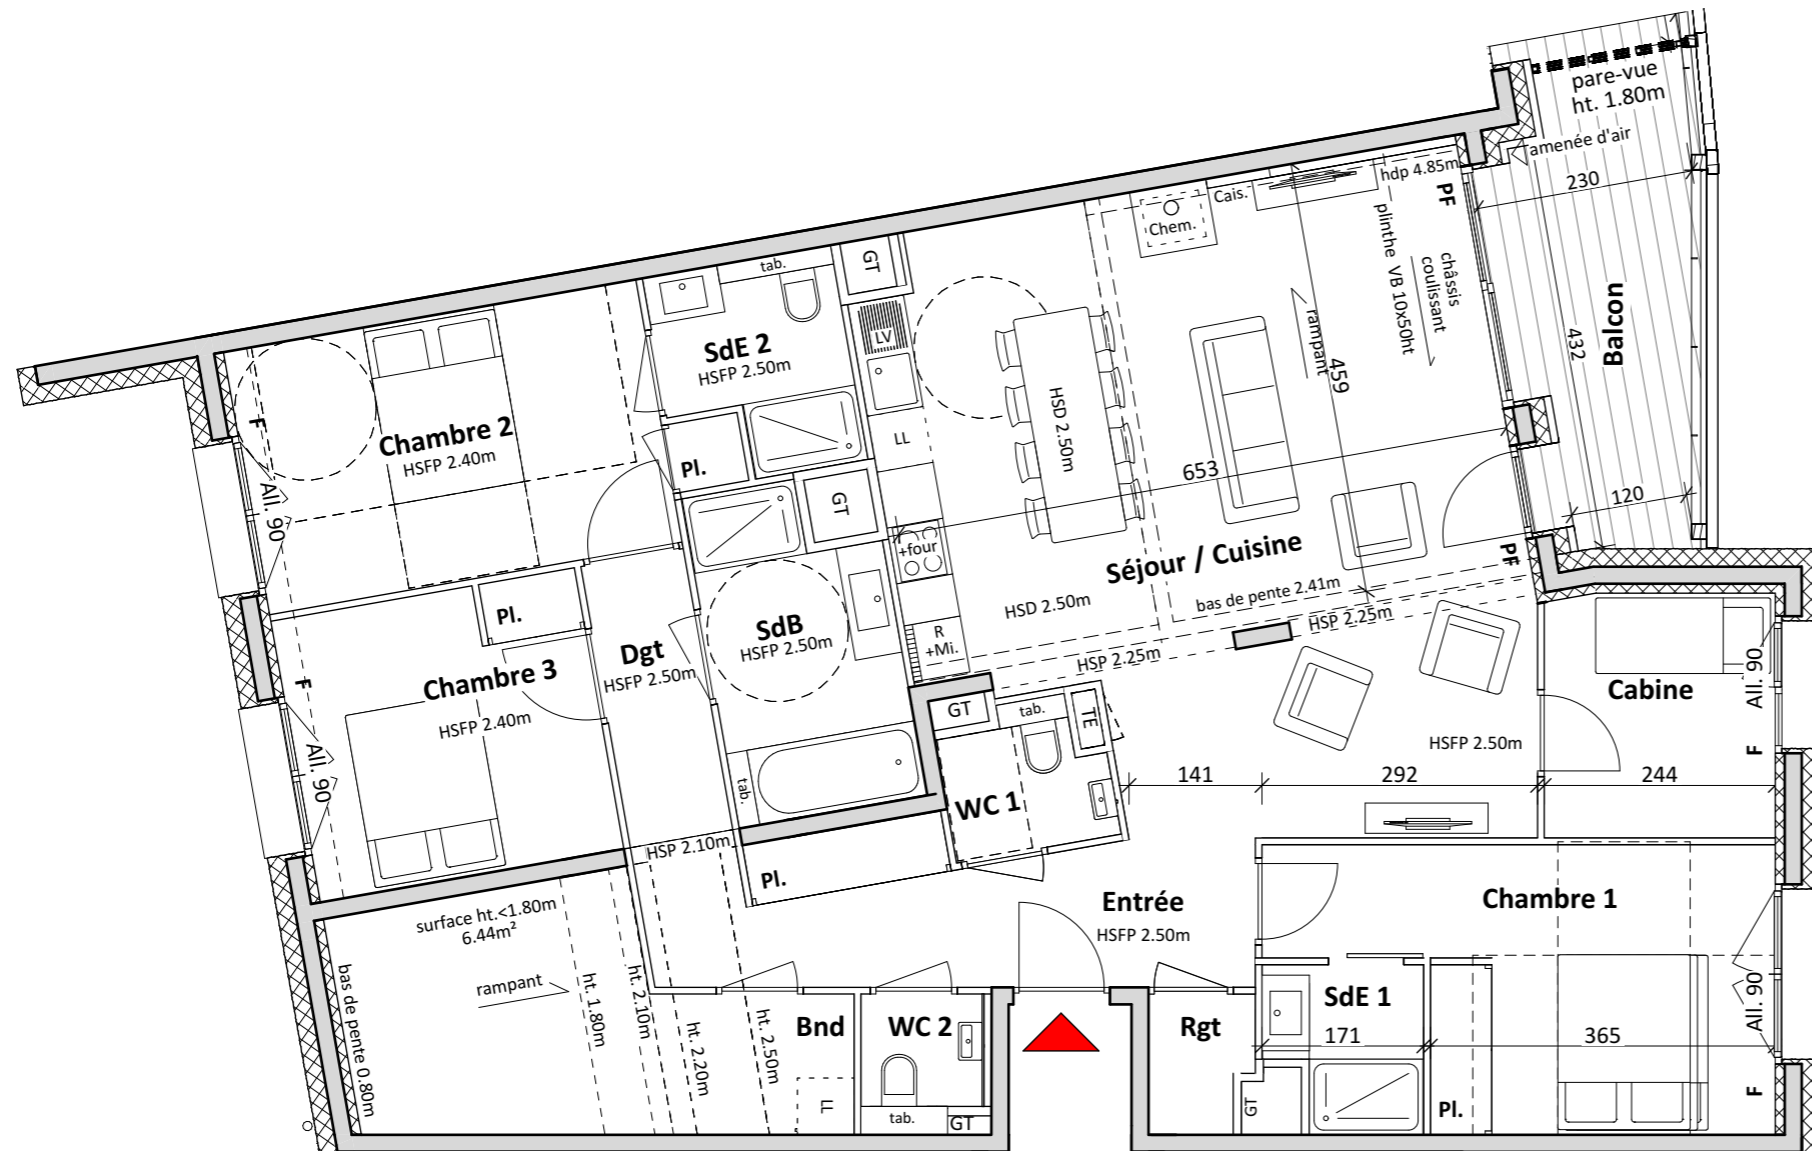 pare-vue
ht. 1.80m
amenée d'air
230
hdp 4.85m
PF
Cais.
Chem.
plinthe VB 10x50ht
châssis
coulissant
rampant
459
432
Balcon
tab.
GT
SdE 2
HSFP 2.50m
LV
LL
HSD 2.50m
653
120
F
Chambre 2
HSFP 2.40m
All. 90
Pl.
GT
+four
Séjour / Cuisine
PF
bas de pente 2.41m
HSD 2.50m
HSP 2.25m
HSP 2.25m
R
+Mi.
Pl.
Dgt
HSFP 2.50m
SdB
HSFP 2.50m
F
Chambre 3
HSFP 2.40m
All. 90
tab.
GT
tab.
TE
WC 1
HSFP 2.50m
Cabine
All. 90
F
141
292
244
HSP 2.10m
Pl.
Entrée
HSFP 2.50m
Chambre 1
surface ht.<1.80m
6.44m²
rampant
bas de pente 0.80m
ht. 1.80m
ht. 2.10m
ht. 2.20m
ht. 2.50m
Bnd
WC 2
LL
tab.
GT
Rgt
GT
SdE 1
171
365
Pl.
All. 90
F